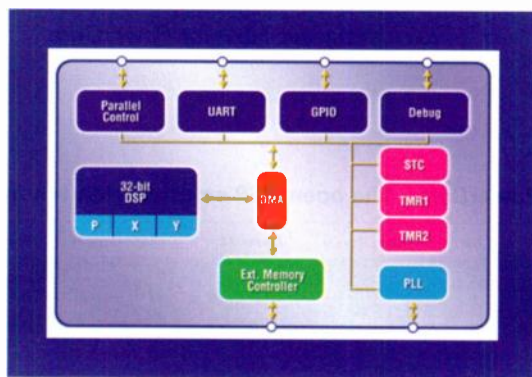 Parallel
Control
UART
GPIO
Debug
32-bit
DSP
P X Y
DMA
STC
TMR1
TMR2
Ext. Memory
Controller
PLL